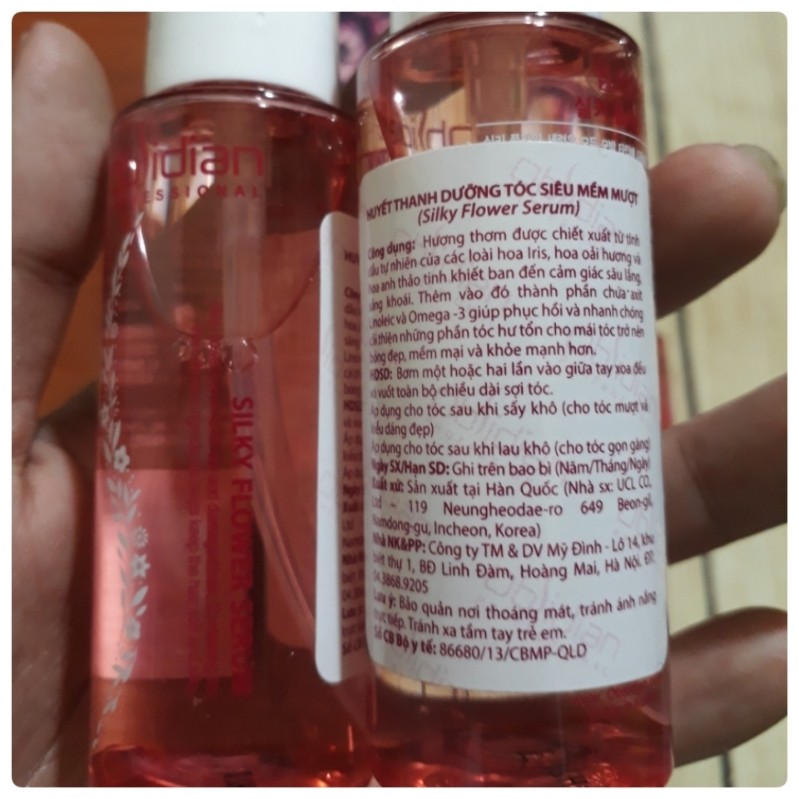 idian
ESSIONAL
SILKY FLOWER SERUM
HUYẾT THANH DƯỠNG TÓC SIÊU MỀM MƯỢT
(Silky Flower Serum)
Công dụng: Hương thơm được chiết xuất từ tinh
dầu tự nhiên của các loài hoa Iris, hoa oải hương và
hoa anh thảo tinh khiết ban đến cảm giác sâu lắng,
sảng khoái. Thêm vào đó thành phần chứa axit
Linoleic và Omega -3 giúp phục hồi và nhanh chóng
cải thiện những phần tóc hư tổn cho mái tóc trở nên
bóng đẹp, mềm mại và khỏe mạnh hơn.
HDSD: Bơm một hoặc hai lần vào giữa tay xoa đều
và vuốt toàn bộ chiều dài sợi tóc.
Áp dụng cho tóc sau khi sấy khô (cho tóc mượt và
kiểu dáng đẹp)
Áp dụng cho tóc sau khi lau khô (cho tóc gọn gàng)
Ngày SX/Hạn SD: Ghi trên bao bì (Năm/Tháng/Ngày)
Xuất xứ: Sản xuất tại Hàn Quốc (Nhà sx: UCL CO,
Ltd - 119 Neungheodae-ro 649 Beon-gil,
Namdong-gu, Incheon, Korea)
Nhà NK&PP: Công ty TM & DV Mỹ Đình - Lô 14, khu
biệt thự 1, BĐ Linh Đàm, Hoàng Mai, Hà Nội. ĐT:
04.3868.9205
Lưu ý: Bảo quản nơi thoáng mát, tránh ánh nắng
trực tiếp. Tránh xa tầm tay trẻ em.
Số CB Bộ y tế: 86680/13/CBMP-QLD